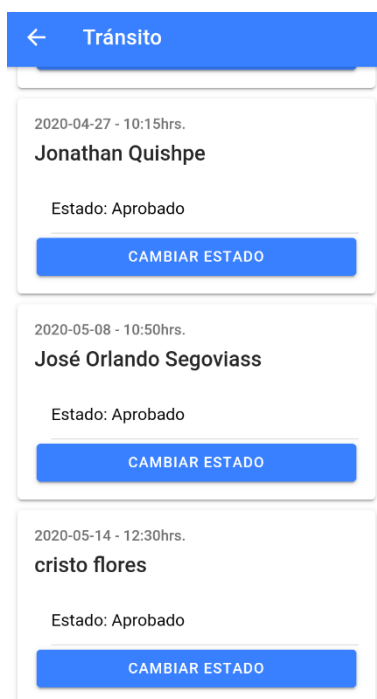 Tránsito
2020-04-27 - 10:15hrs.
Jonathan Quishpe
Estado: Aprobado
CAMBIAR ESTADO
2020-05-08 - 10:50hrs.
José Orlando Segoviass
Estado: Aprobado
CAMBIAR ESTADO
2020-05-14 - 12:30hrs.
cristo flores
Estado: Aprobado
CAMBIAR ESTADO